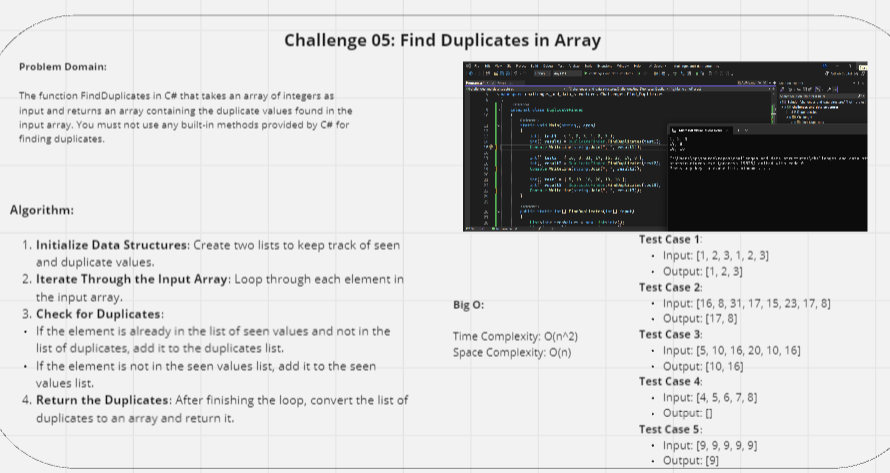 Challenge 05: Find Duplicates in Array
Problem Domain:
The function FindDuplicates in C# that takes an array of integers as
input and returns an array containing the duplicate values found in the
input array. You must not use any built-in methods provided by C# for
finding duplicates.
Algorithm:
1. Initialize Data Structures: Create two lists to keep track of seen
and duplicate values.
2. Iterate Through the Input Array: Loop through each element in
the input array.
3. Check for Duplicates:
• If the element is already in the list of seen values and not in the
list of duplicates, add it to the duplicates list.
• If the element is not in the seen values list, add it to the seen
values list.
4. Return the Duplicates: After finishing the loop, convert the list of
duplicates to an array and return it.
Big O:
Time Complexity: O(n^2)
Space Complexity: O(n)
Test Case 1:
• Input: [1, 2, 3, 1, 2, 3]
• Output: [1, 2, 3]
Test Case 2:
• Input: [16, 8, 31, 17, 15, 23, 17, 8]
• Output: [17, 8]
Test Case 3:
• Input: [5, 10, 16, 20, 10, 16]
• Output: [10, 16]
Test Case 4:
• Input: [4, 5, 6, 7, 8]
• Output: []
Test Case 5:
• Input: [9, 9, 9, 9, 9]
• Output: [9]